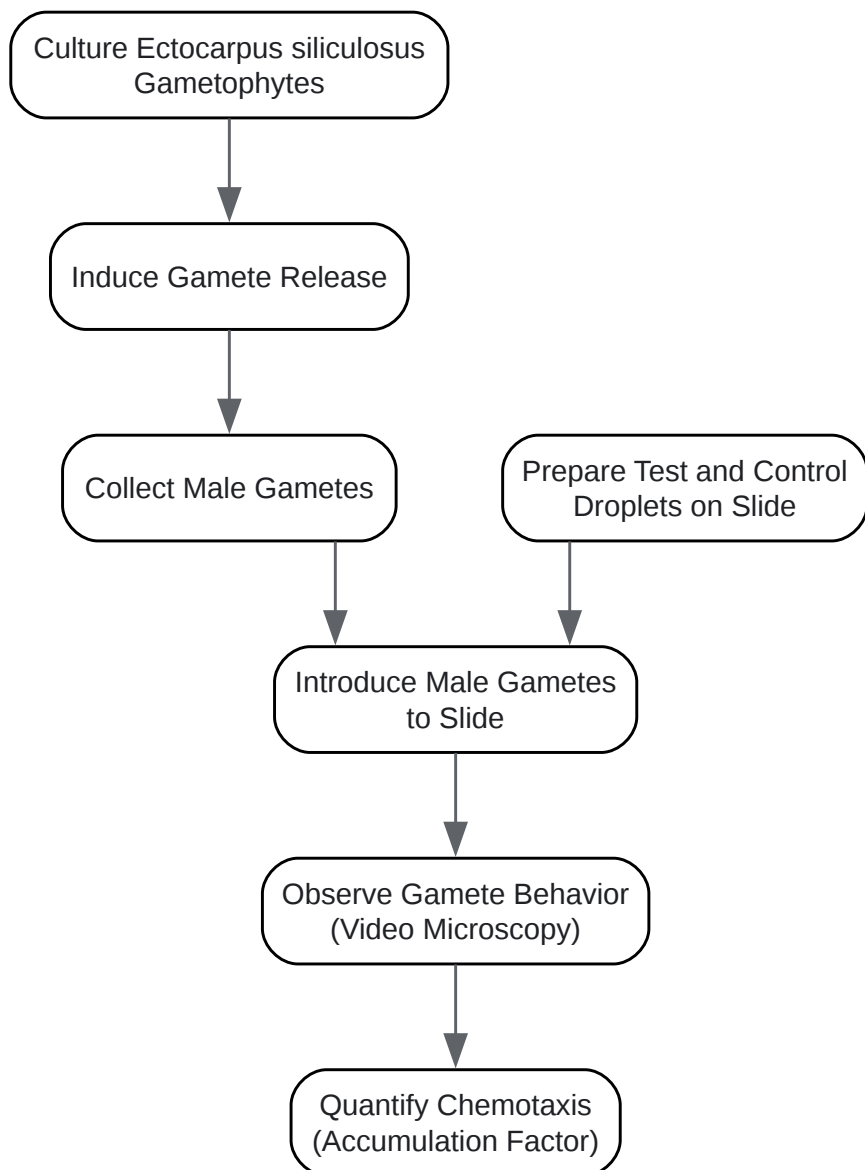 Culture Ectocarpus siliculosus
Gametophytes
Induce Gamete Release
Collect Male Gametes
Prepare Test and Control
Droplets on Slide
Introduce Male Gametes
to Slide
Observe Gamete Behavior
(Video Microscopy)
Quantify Chemotaxis
(Accumulation Factor)